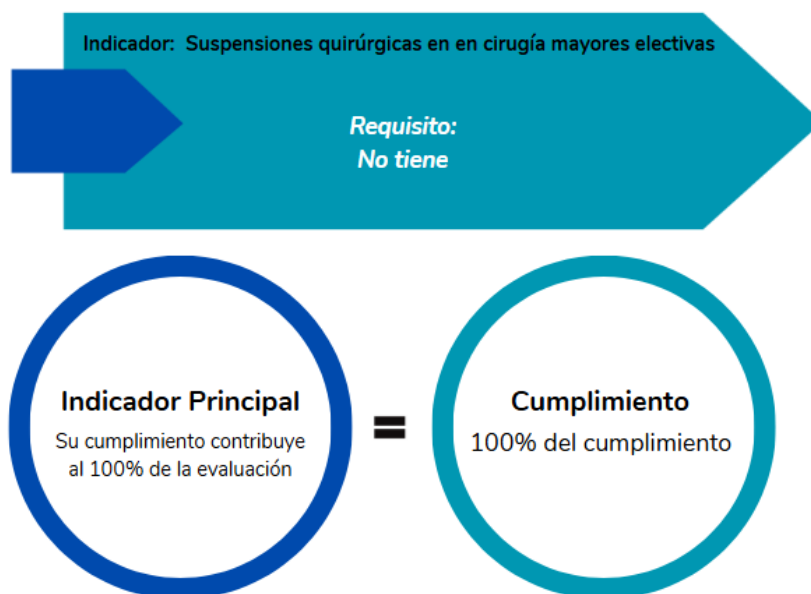 Indicador:  Suspensiones quirúrgicas en en cirugía mayores electivas
Requisito:
No tiene
Indicador Principal
Su cumplimiento contribuye
al 100% de la evaluación
=
Cumplimiento
100% del cumplimiento